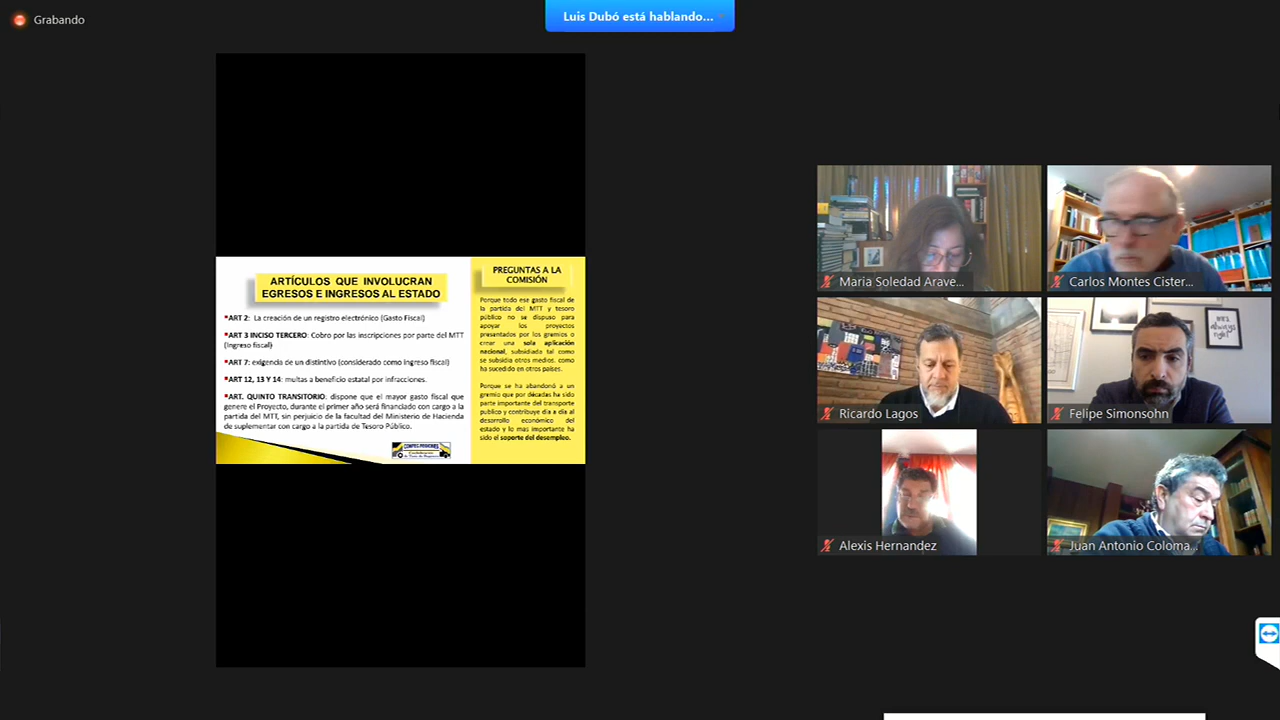 Grabando
Luis Dubó está hablando...
ARTÍCULOS QUE INVOLUCRAN
EGRESOS E INGRESOS AL ESTADO
ART 2: La creación de un registro electrónico (Gasto Fiscal)
ART 3 INCISO TERCERO: Cobro por las inscripciones por parte del MTT
(Ingreso fiscal)
ART 7: exigencia de un distintivo (considerado como ingreso fiscal)
ART 12, 13 Y 14: multas a beneficio estatal por infracciones.
ART. QUINTO TRANSITORIO: dispone que el mayor gasto fiscal que
genere el Proyecto, durante el primer año será financiado con cargo a la
partida del MTT, sin perjuicio de la facultad del Ministerio de Hacienda
de suplementar con cargo a la partida de Tesoro Público.
PREGUNTAS A LA
COMISIÓN
Porque todo ese gasto fiscal de
la partida del MTT y tesoro
público no se dispuso para
apoyar los proyectos
presentados por los gremios o
crear una sola aplicación
nacional, subsidiada tal como
se subsidia otros medios, como
ha sucedido en otros países.
Porque se ha abandonó a un
gremio que por décadas ha sido
parte importante del transporte
publico y contribuye día a día al
desarrollo económico del
estado y lo mas importante ha
sido el soporte del desempleo.
Maria Soledad Arave...
Carlos Montes Cister...
Ricardo Lagos
Felipe Simonsohn
Alexis Hernandez
Juan Antonio Coloma...